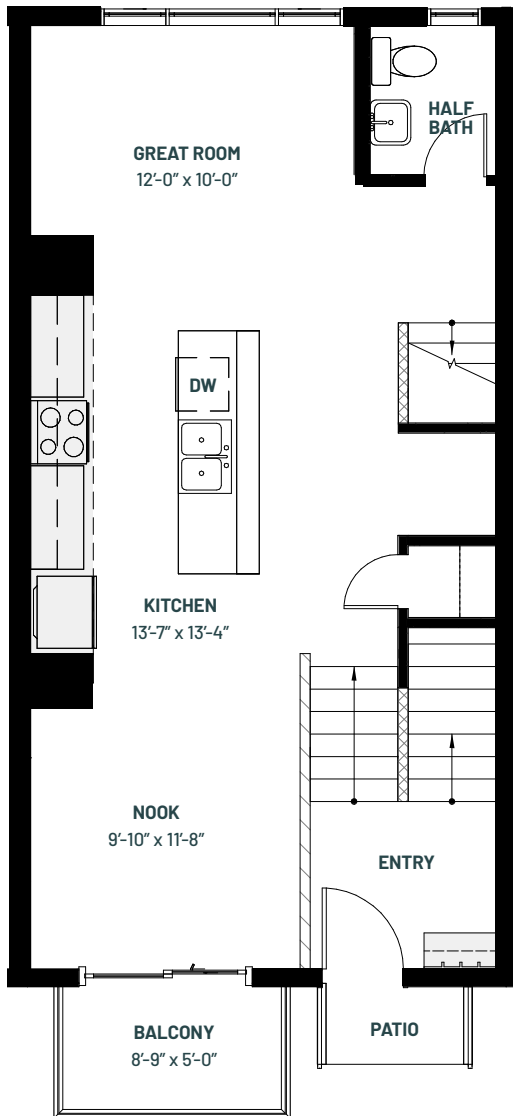 HALF
BATH
GREAT ROOM
12'-0" x 10'-0"
DW
KITCHEN
13'-7" x 13'-4"
NOOK
9'-10" x 11'-8"
ENTRY
BALCONY
8'-9" x 5'-0"
PATIO